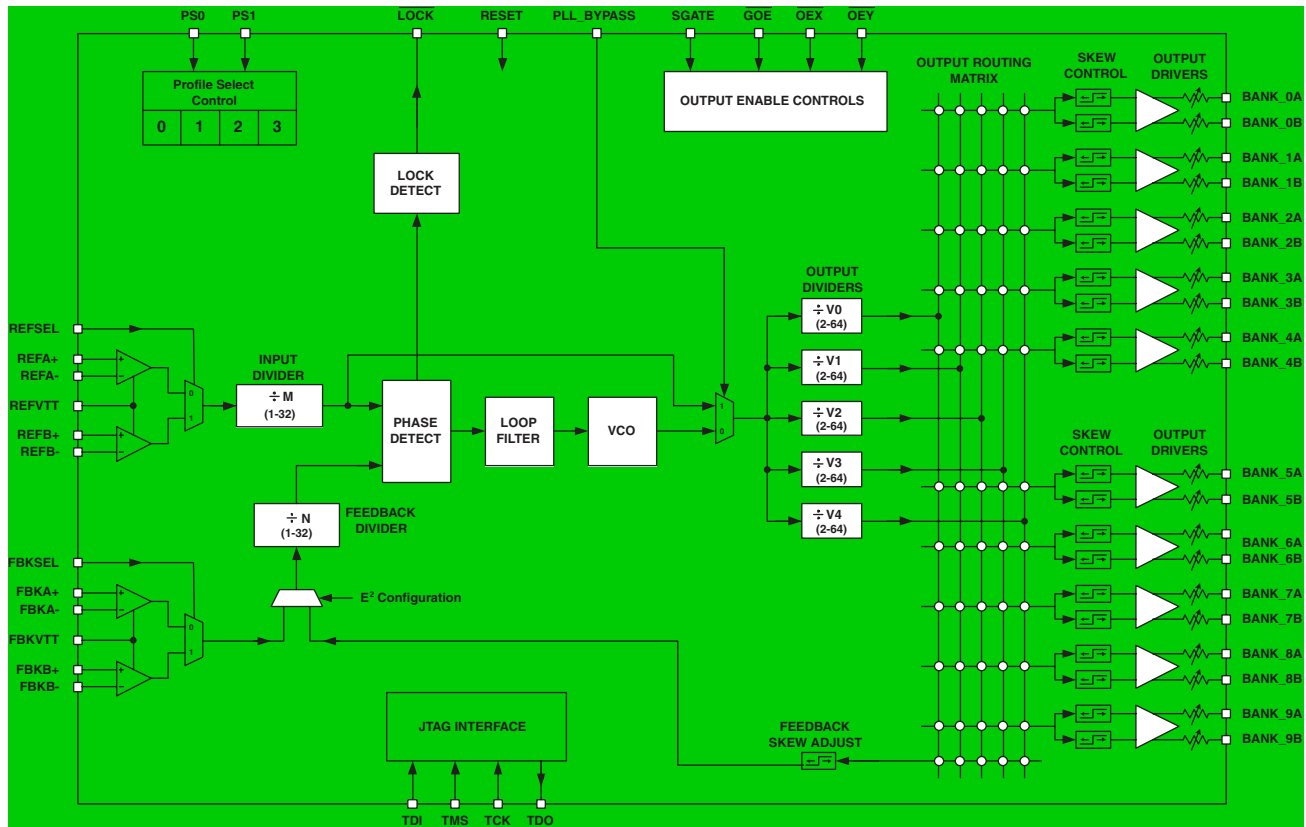 PS0 PS1 LOCK RESET PLL_BYPASS SGATE GOE OEX OEY
Profile Select
Control
0 1 2 3
OUTPUT ENABLE CONTROLS
OUTPUT ROUTING
MATRIX
SKEW
CONTROL
OUTPUT
DRIVERS
BANK_0A
BANK_0B
BANK_1A
BANK_1B
BANK_2A
BANK_2B
BANK_3A
BANK_3B
BANK_4A
BANK_4B
LOCK
DETECT
OUTPUT
DIVIDERS
÷ V0
(2-64)
÷ V1
(2-64)
÷ V2
(2-64)
÷ V3
(2-64)
÷ V4
(2-64)
REFSEL
REFA+
REFA-
REFVTT
REFB+
REFB-
+
−
+
−
0
1
INPUT
DIVIDER
÷ M
(1-32)
PHASE
DETECT
LOOP
FILTER
VCO
1
0
÷ N
(1-32)
FEEDBACK
DIVIDER
SKEW
CONTROL
OUTPUT
DRIVERS
BANK_5A
BANK_5B
BANK_6A
BANK_6B
BANK_7A
BANK_7B
BANK_8A
BANK_8B
BANK_9A
BANK_9B
FBKSEL
FBKA+
FBKA-
FBKVTT
FBKB+
FBKB-
+
−
+
−
0
1
E² Configuration
JTAG INTERFACE
FEEDBACK
SKEW ADJUST
TDI TMS TCK TDO